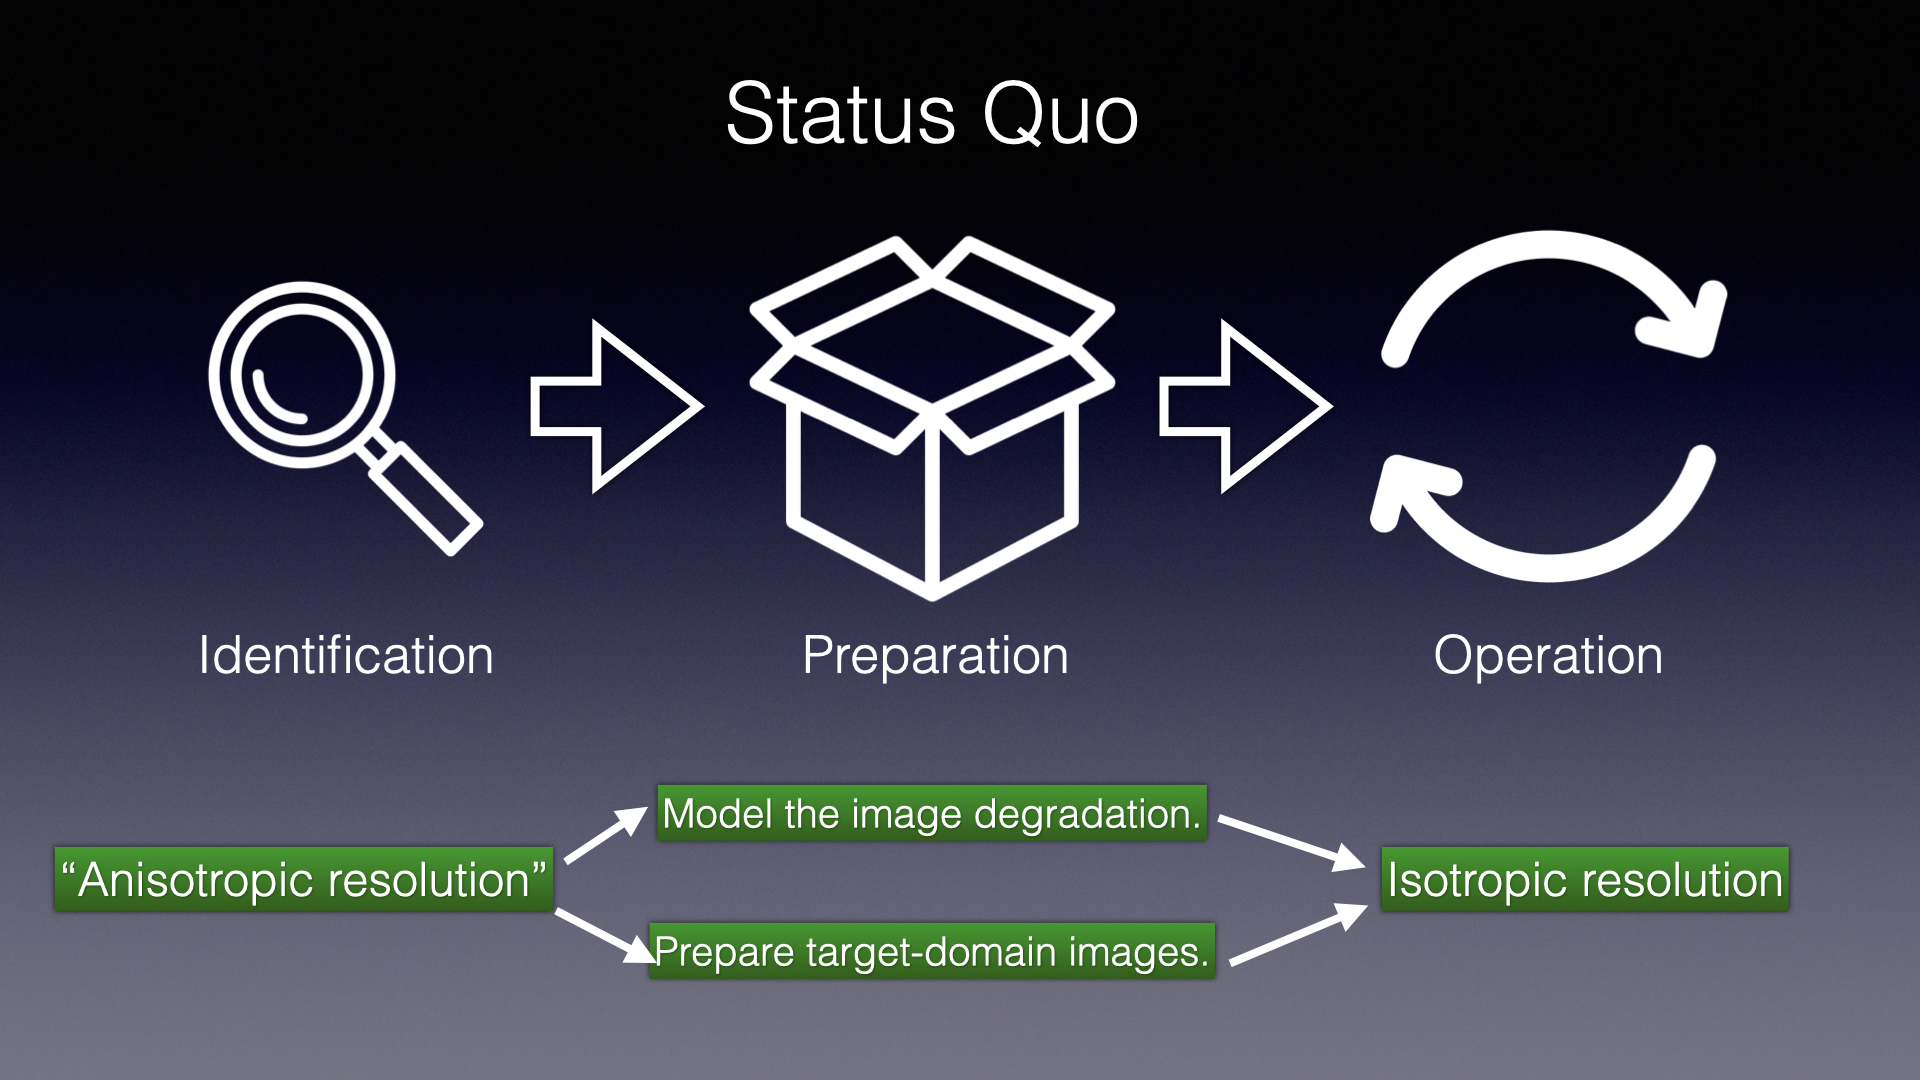 Status Quo
Identification
Preparation
Operation
Model the image degradation.
“Anisotropic resolution”
Isotropic resolution
Prepare target-domain images.